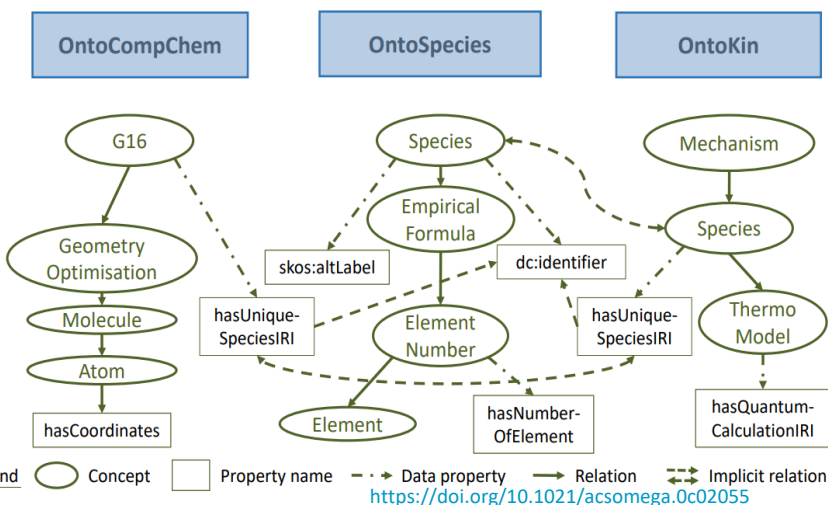 OntoCompChem
OntoSpecies
OntoKin
G16
Species
Mechanism
Empirical
Formula
Species
Geometry
Optimisation
skos:altLabel
dc:identifier
hasUnique-
SpeciesIRI
hasUnique-
SpeciesIRI
Thermo
Model
Molecule
Element
Number
Atom
hasCoordinates
Element
hasNumber-
OfElement
hasQuantum-
CalculationIRI
nd Concept Property name Data property Relation Implicit relation
https://doi.org/10.1021/acsomega.0c02055